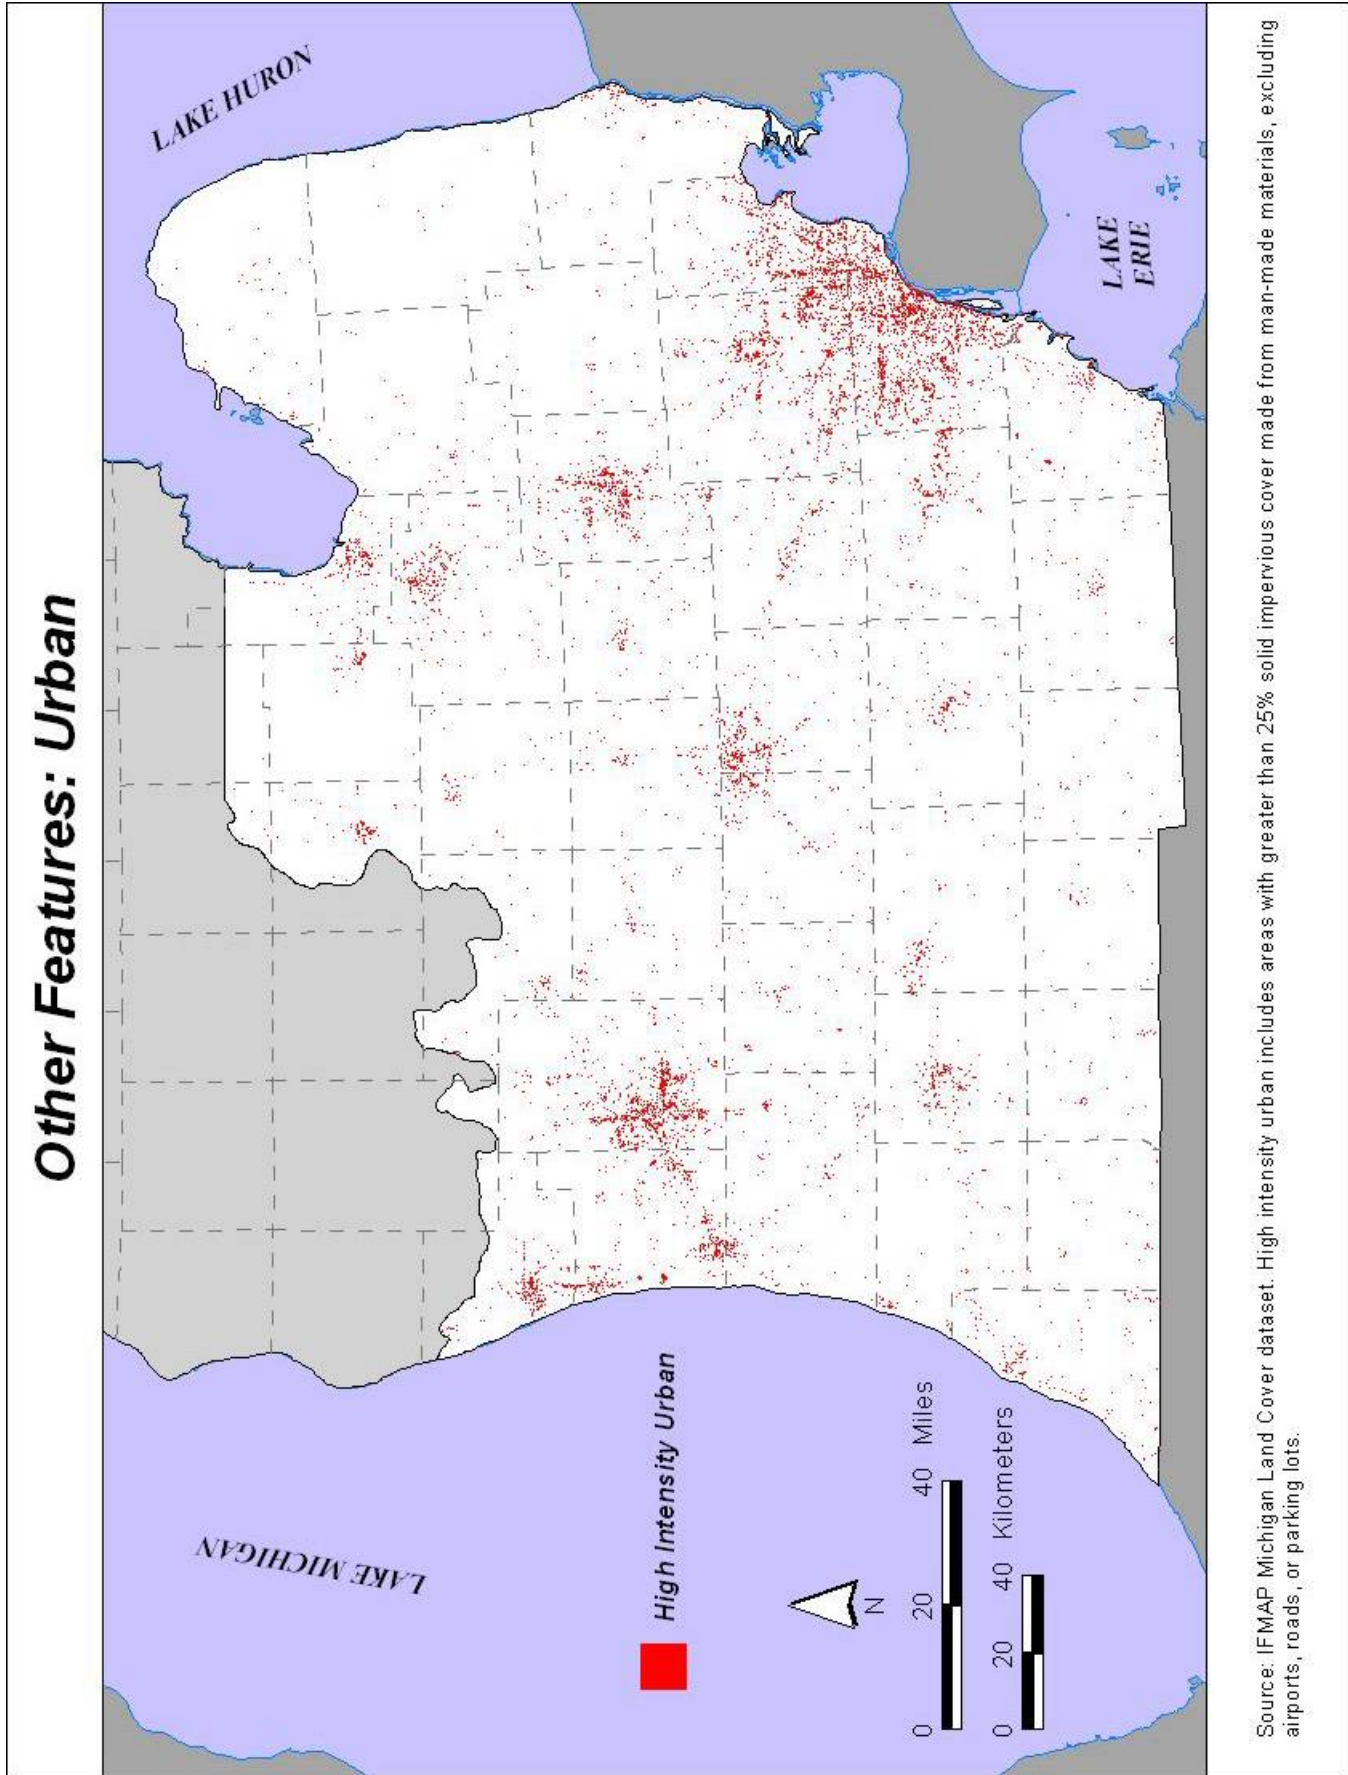 Other Features: Urban
LAKE HURON
LAKE MICHIGAN
LAKE
ERIE
High Intensity Urban
N
0 20 40 Miles
0 20 40 Kilometers
Source: IFMAP Michigan Land Cover dataset. High intensity urban includes areas with greater than 25% solid impervious cover made from man-made materials, excluding
airports, roads, or parking lots.